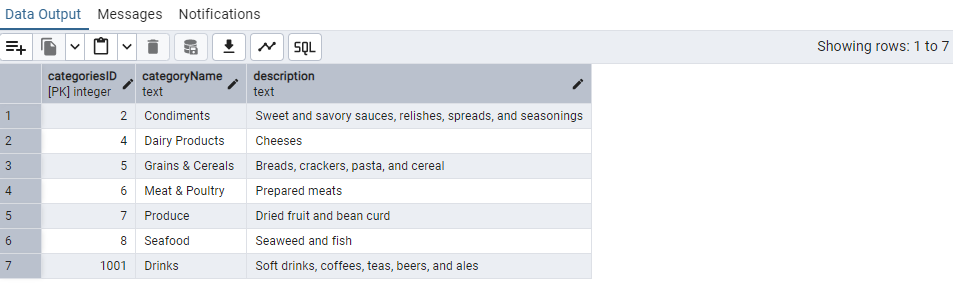 Data Output Messages Notifications
SQL Showing rows: 1 to 7
categoriesID categoryName description
[PK] integer text text
1 2 Condiments Sweet and savory sauces, relishes, spreads, and seasonings
2 4 Dairy Products Cheeses
3 5 Grains & Cereals Breads, crackers, pasta, and cereal
4 6 Meat & Poultry Prepared meats
5 7 Produce Dried fruit and bean curd
6 8 Seafood Seaweed and fish
7 1001 Drinks Soft drinks, coffees, teas, beers, and ales